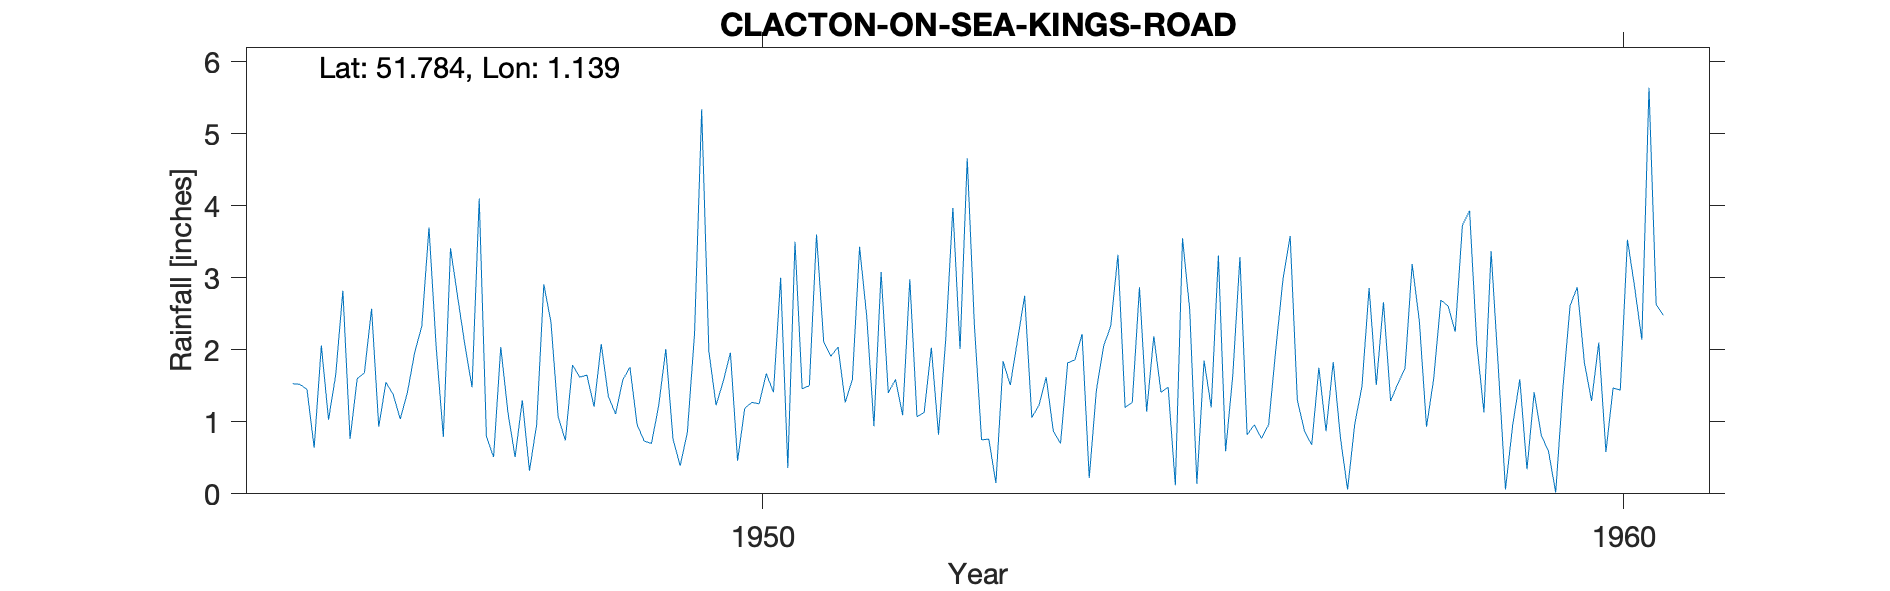 CLACTON-ON-SEA-KINGS-ROAD
Lat: 51.784, Lon: 1.139
Rainfall [inches]
6
5
4
3
2
1
0
1950
1960
Year